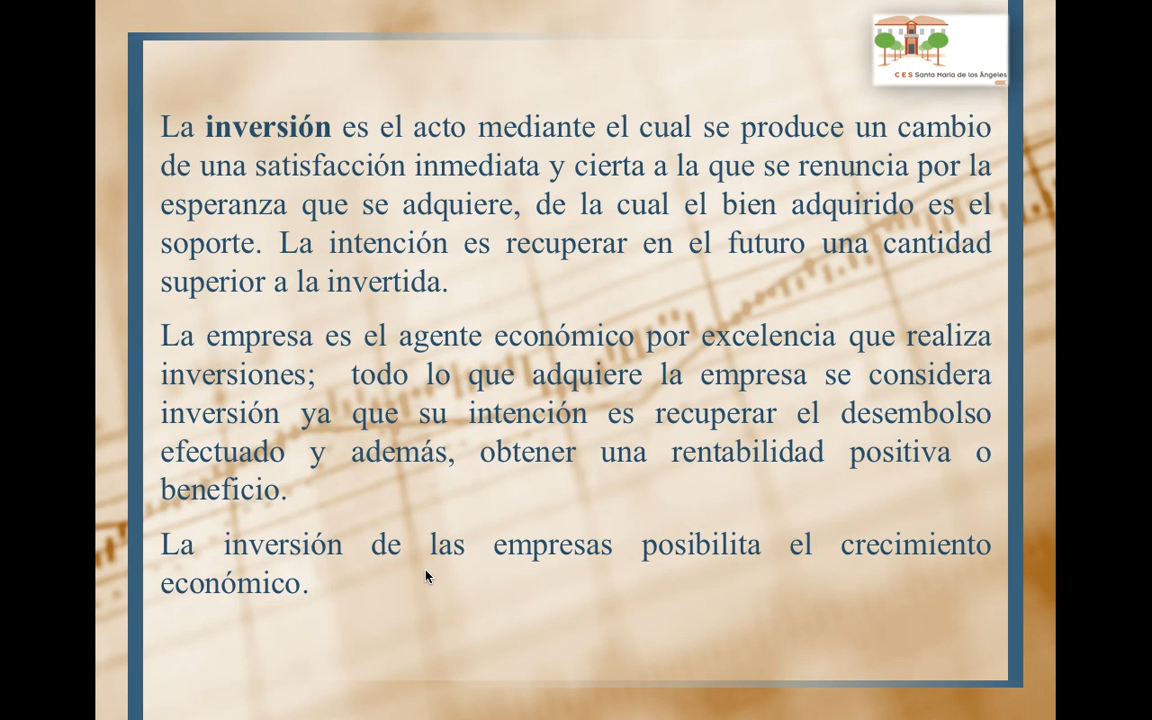 CES Santa María de los Ángeles
La inversión es el acto mediante el cual se produce un cambio
de una satisfacción inmediata y cierta a la que se renuncia por la
esperanza que se adquiere, de la cual el bien adquirido es el
soporte. La intención es recuperar en el futuro una cantidad
superior a la invertida.
La empresa es el agente económico por excelencia que realiza
inversiones; todo lo que adquiere la empresa se considera
inversión ya que su intención es recuperar el desembolso
efectuado y además, obtener una rentabilidad positiva o
beneficio.
La inversión de las empresas posibilita el crecimiento
económico.